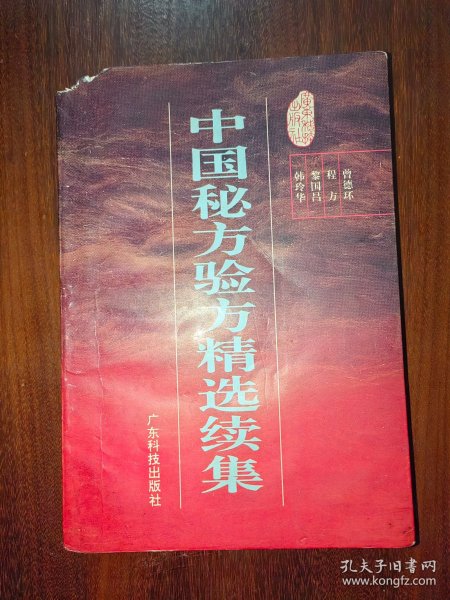 曾德环
程方
黎国昌
韩玲华
中国秘方验方精选续集
广东科技出版社
孔夫子旧书网
www.kongfz.com